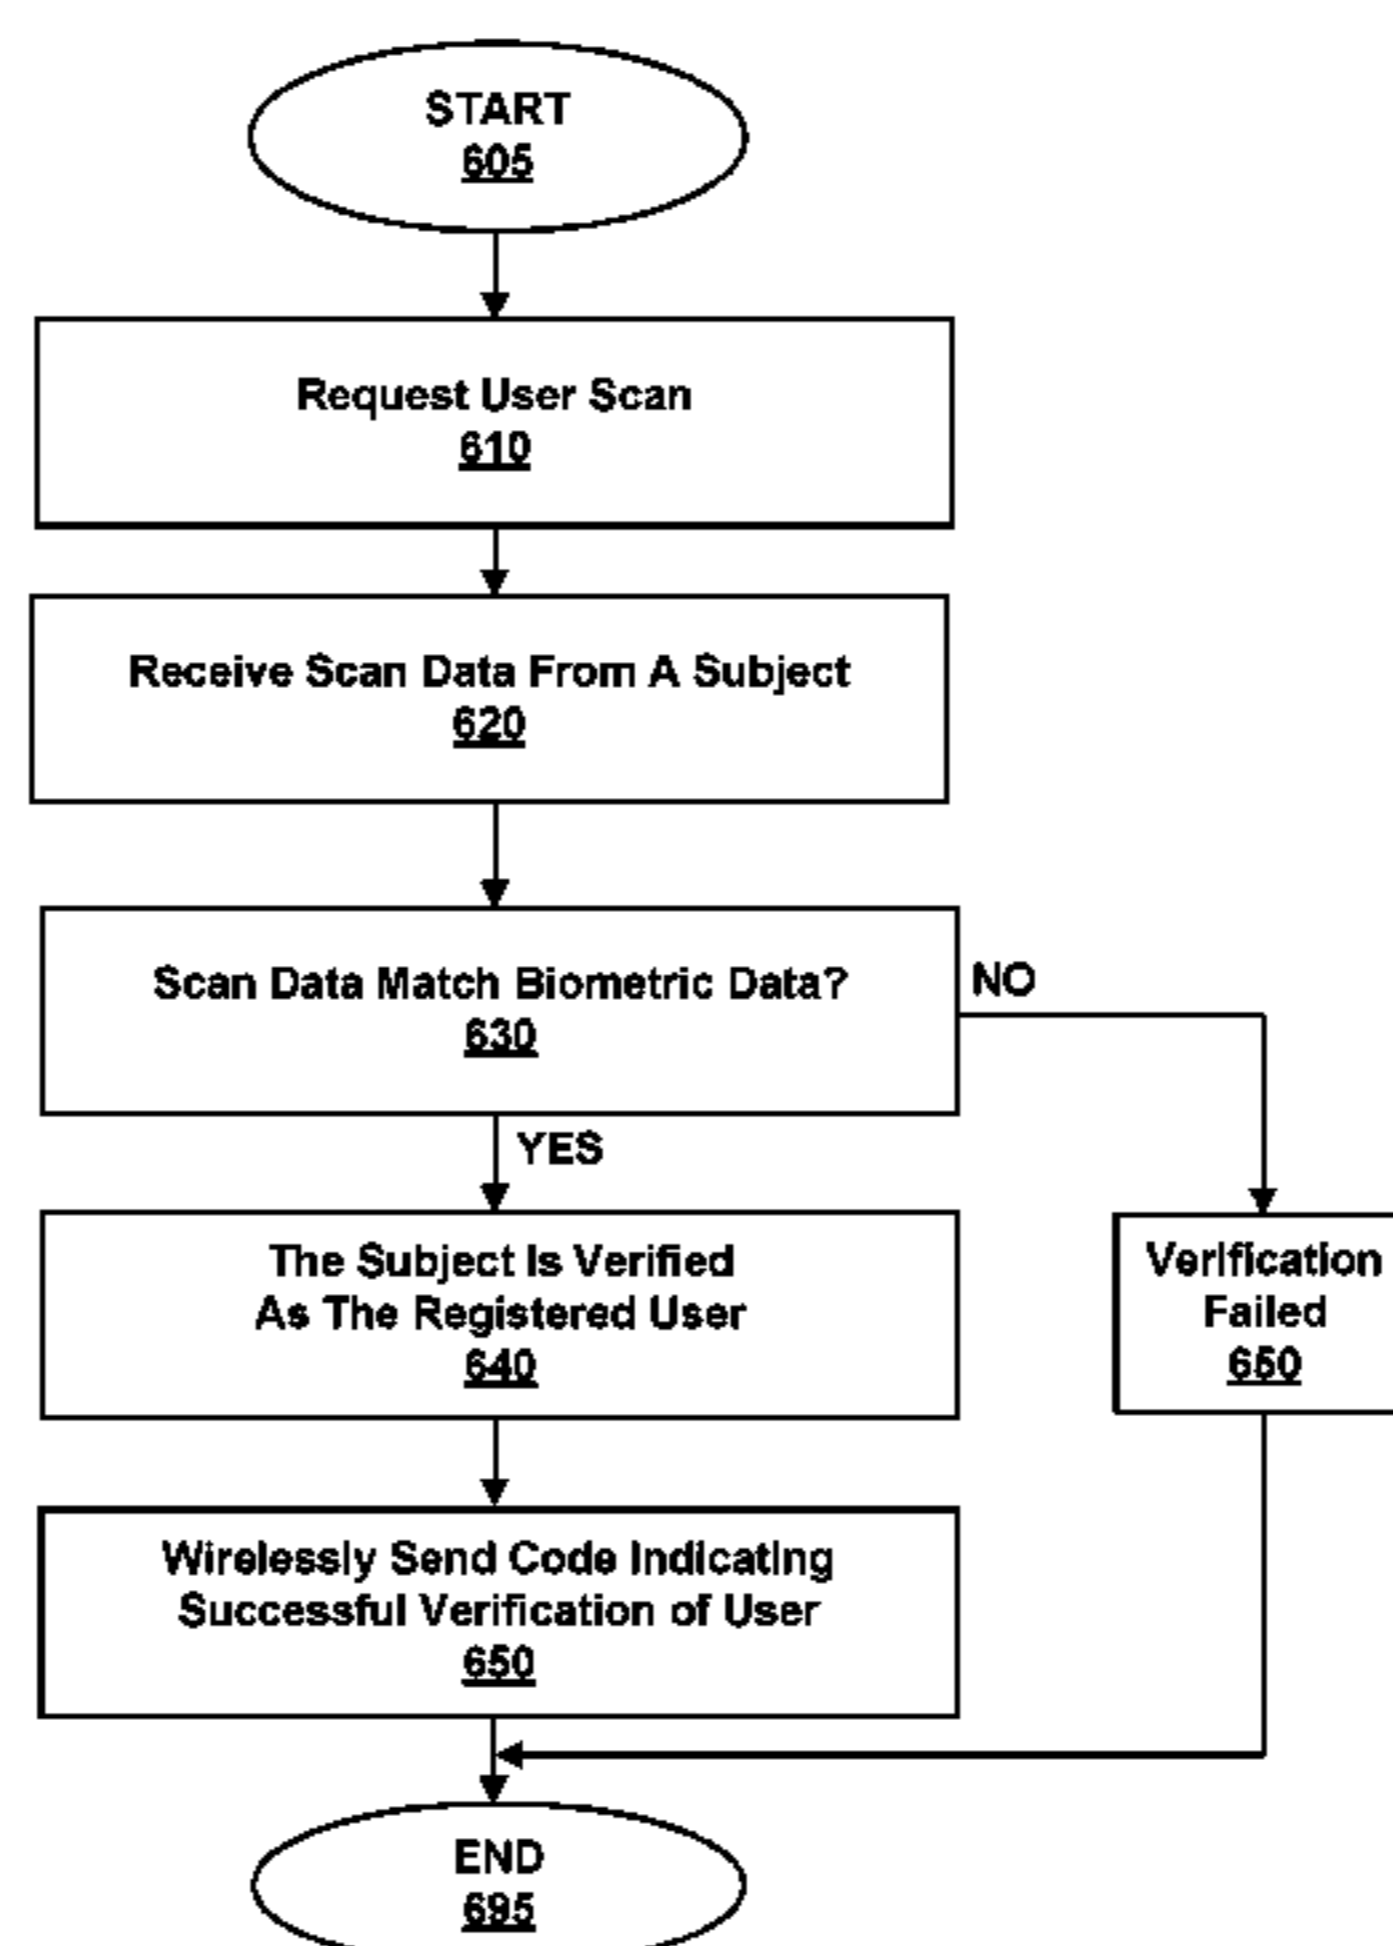 START
605
Request User Scan
610
Receive Scan Data From A Subject
620
Scan Data Match Biometric Data?
630
NO
YES
The Subject Is Verified
As The Registered User
640
Verification
Failed
650
Wirelessly Send Code Indicating
Successful Verification of User
650
END
695